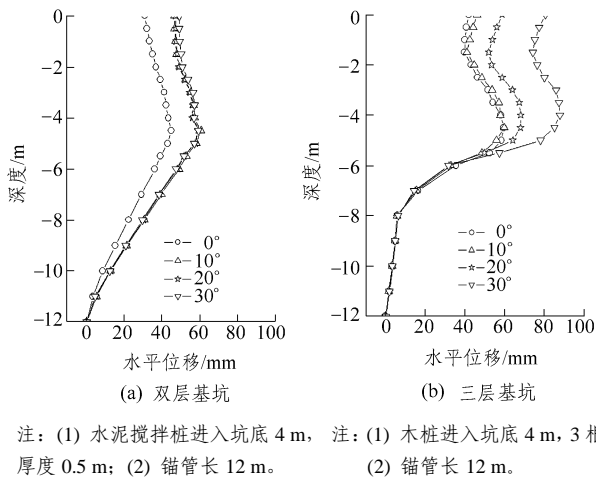 0
−2
−4
−6
−8
−10
−12
深度/m
0°
10°
20°
30°
0 20 40 60 80 100
水平位移/mm
(a) 双层基坑
0
−2
−4
−6
−8
−10
−12
深度/m
0°
10°
20°
30°
0 20 40 60 80 100
水平位移/mm
(b) 三层基坑
注：(1) 水泥搅拌桩进入坑底 4 m，
厚度 0.5 m；(2) 锚管长 12 m。
注：(1) 木桩进入坑底 4 m，3 根
(2) 锚管长 12 m。